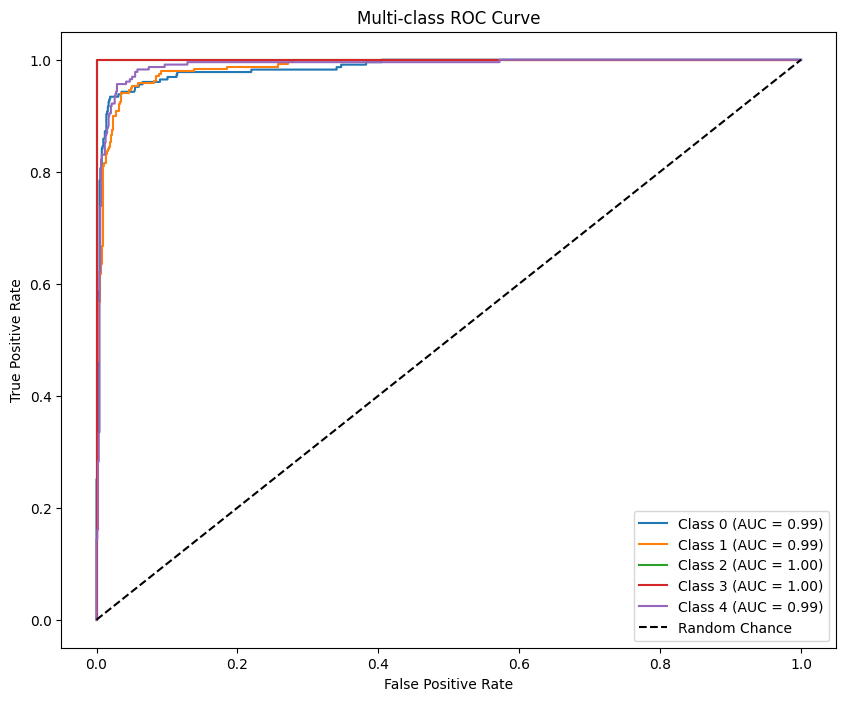 Multi-class ROC Curve
True Positive Rate
1.0
0.8
0.6
0.4
0.2
0.0
0.0 0.2 0.4 0.6 0.8 1.0
False Positive Rate
Class 0 (AUC = 0.99)
Class 1 (AUC = 0.99)
Class 2 (AUC = 1.00)
Class 3 (AUC = 1.00)
Class 4 (AUC = 0.99)
Random Chance